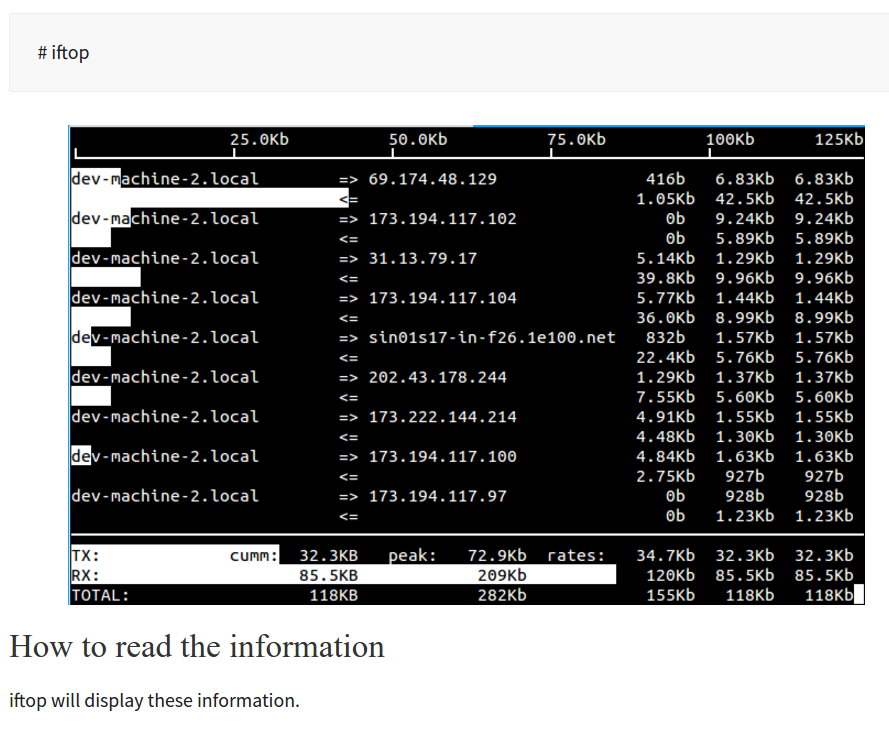 # iftop
25.0Kb 50.0Kb 75.0Kb 100Kb 125Kb
dev-machine-2.local => 69.174.48.129 416b 6.83Kb 6.83Kb
<= 1.05Kb 42.5Kb 42.5Kb
dev-machine-2.local => 173.194.117.102 0b 9.24Kb 9.24Kb
<= 0b 5.89Kb 5.89Kb
dev-machine-2.local => 31.13.79.17 5.14Kb 1.29Kb 1.29Kb
<= 39.8Kb 9.96Kb 9.96Kb
dev-machine-2.local => 173.194.117.104 5.77Kb 1.44Kb 1.44Kb
<= 36.0Kb 8.99Kb 8.99Kb
dev-machine-2.local => sin01s17-in-f26.1e100.net 832b 1.57Kb 1.57Kb
<= 22.4Kb 5.76Kb 5.76Kb
dev-machine-2.local => 202.43.178.244 1.29Kb 1.37Kb 1.37Kb
<= 7.55Kb 5.60Kb 5.60Kb
dev-machine-2.local => 173.222.144.214 4.91Kb 1.55Kb 1.55Kb
<= 4.48Kb 1.30Kb 1.30Kb
dev-machine-2.local => 173.194.117.100 4.84Kb 1.63Kb 1.63Kb
<= 2.75Kb 927b 927b
dev-machine-2.local => 173.194.117.97 0b 928b 928b
<= 0b 1.23Kb 1.23Kb
TX: cumm: 32.3KB peak: 72.9Kb rates: 34.7Kb 32.3Kb 32.3Kb
RX: 85.5KB 209Kb 120Kb 85.5Kb 85.5Kb
TOTAL: 118KB 282Kb 155Kb 118Kb 118Kb
How to read the information
iftop will display these information.